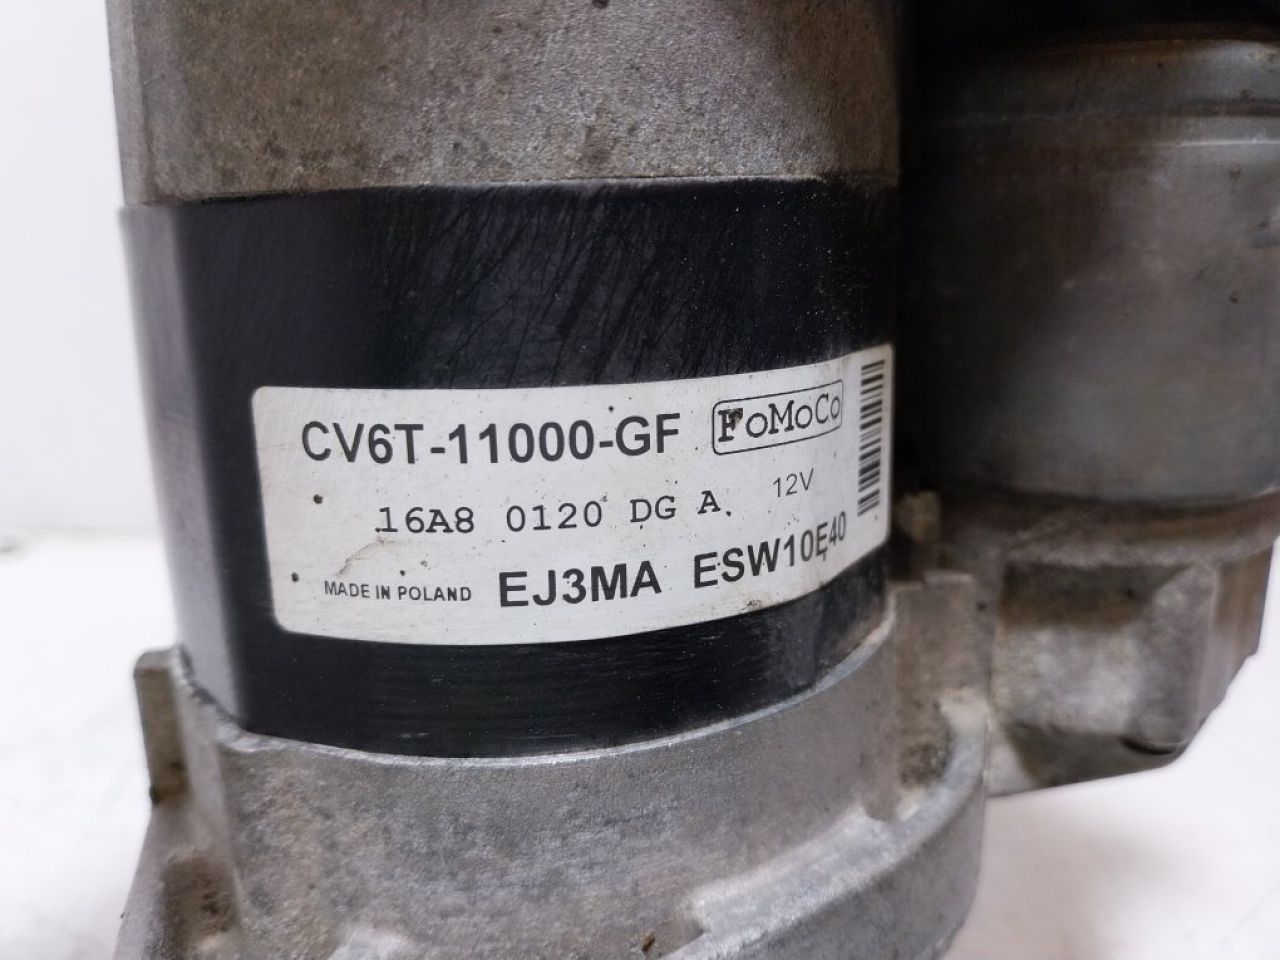 CV6T-11000-GF FoMoCo
16A8 0120 DG A 12V
MADE IN POLAND EJ3MA ESW10E40